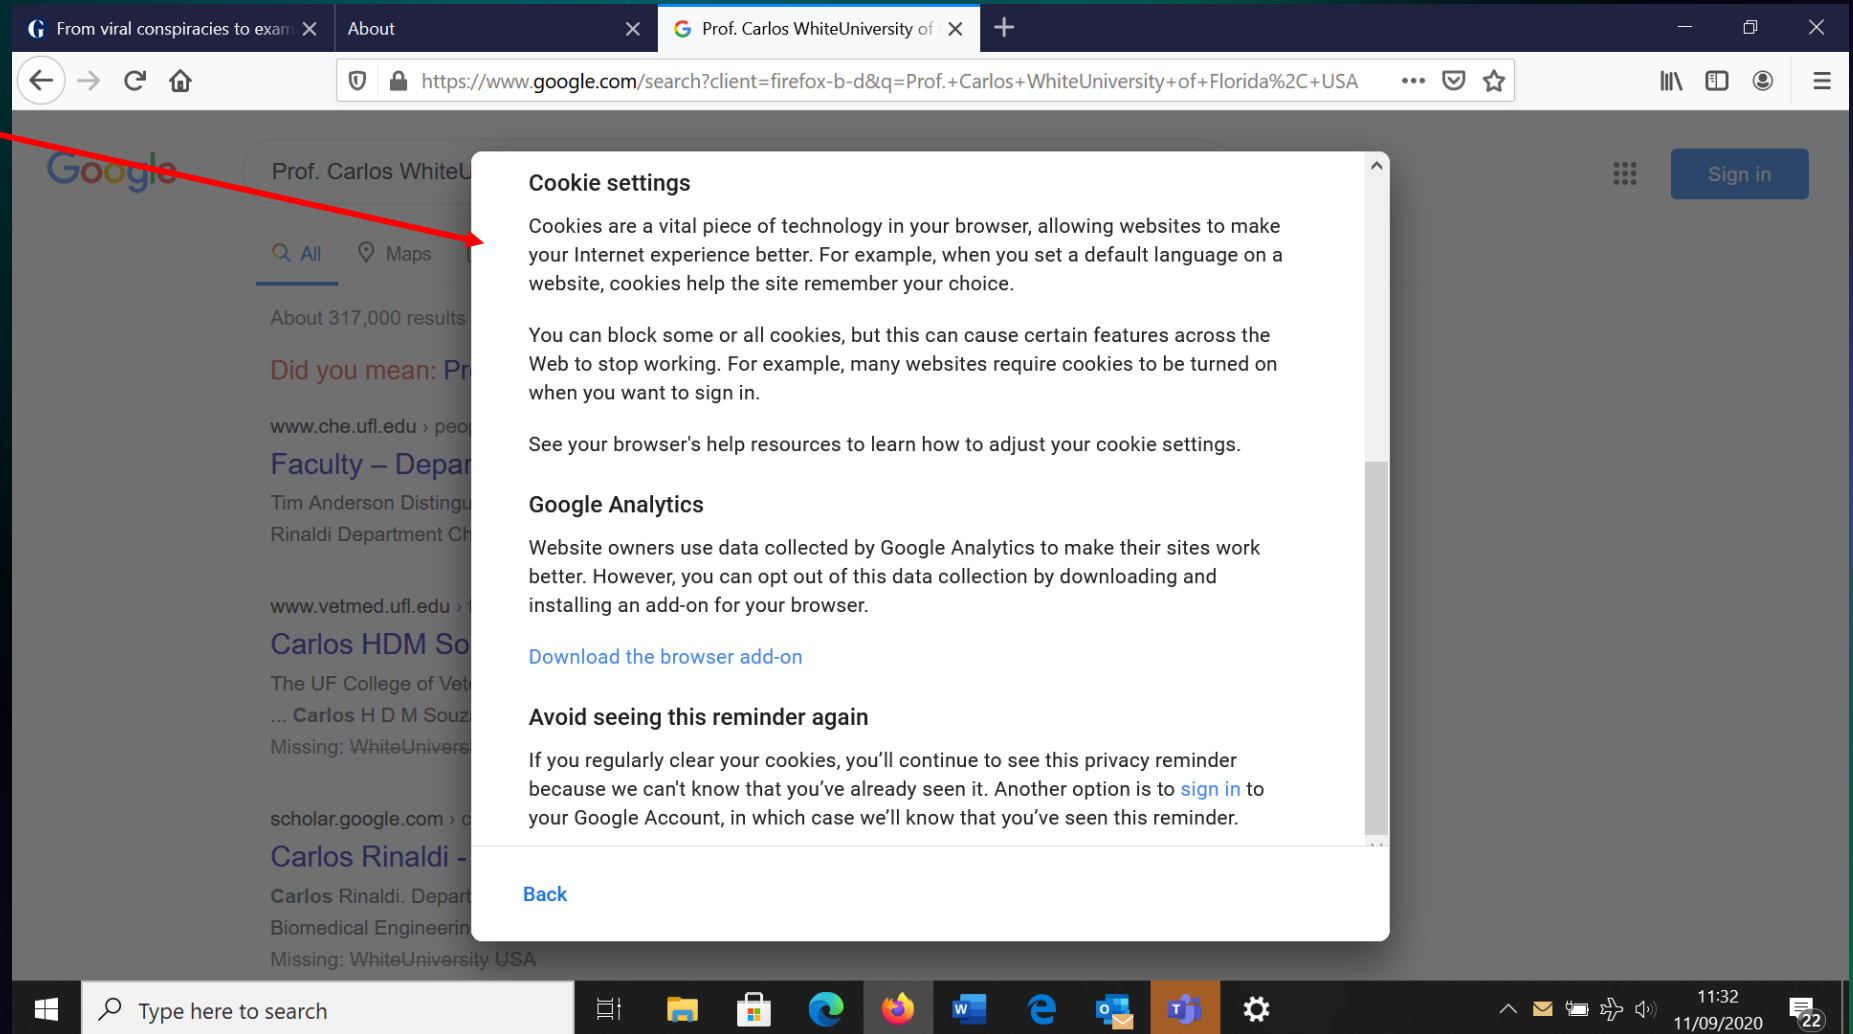 From viral conspiracies to exam
About
Prof. Carlos WhiteUniversity of
https://www.google.com/search?client=firefox-b-d&q=Prof.+Carlos+WhiteUniversity+of+Florida%2C+USA
Google
Prof. Carlos WhiteU
Sign in
All
Maps
About 317,000 results
Did you mean: Pr
www.che.ufl.edu › peop
Faculty – Depar
Tim Anderson Distingu
Rinaldi Department Ch
www.vetmed.ufl.edu ›
Carlos HDM So
The UF College of Vete
... Carlos H D M Souz
Missing: WhiteUniversi
scholar.google.com › c
Carlos Rinaldi -
Carlos Rinaldi. Depart
Biomedical Engineerin
Missing: WhiteUniversity USA
Cookie settings
Cookies are a vital piece of technology in your browser, allowing websites to make
your Internet experience better. For example, when you set a default language on a
website, cookies help the site remember your choice.
You can block some or all cookies, but this can cause certain features across the
Web to stop working. For example, many websites require cookies to be turned on
when you want to sign in.
See your browser's help resources to learn how to adjust your cookie settings.
Google Analytics
Website owners use data collected by Google Analytics to make their sites work
better. However, you can opt out of this data collection by downloading and
installing an add-on for your browser.
Download the browser add-on
Avoid seeing this reminder again
If you regularly clear your cookies, you’ll continue to see this privacy reminder
because we can't know that you’ve already seen it. Another option is to sign in to
your Google Account, in which case we’ll know that you’ve seen this reminder.
Back
Type here to search
11:32
11/09/2020
22